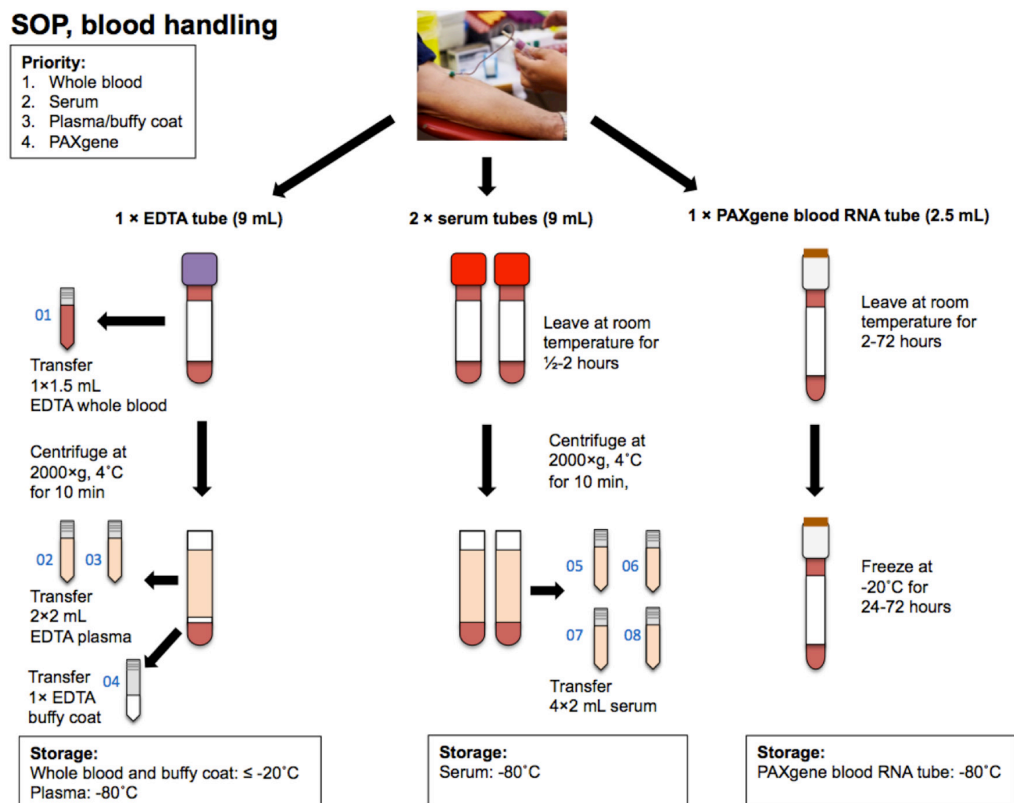 SOP, blood handling
Priority:
1. Whole blood
2. Serum
3. Plasma/buffy coat
4. PAXgene
1 × EDTA tube (9 mL)
2 × serum tubes (9 mL)
1 × PAXgene blood RNA tube (2.5 mL)
01
Transfer
1×1.5 mL
EDTA whole blood
Centrifuge at
2000×g, 4˚C
for 10 min
02 03
Transfer
2×2 mL
EDTA plasma
Transfer
1× EDTA
buffy coat
04
Storage:
Whole blood and buffy coat: ≤ -20˚C
Plasma: -80˚C
Leave at room
temperature for
½-2 hours
Centrifuge at
2000×g, 4˚C
for 10 min,
05 06
07 08
Transfer
4×2 mL serum
Storage:
Serum: -80˚C
Leave at room
temperature for
2-72 hours
Freeze at
-20˚C for
24-72 hours
Storage:
PAXgene blood RNA tube: -80˚C